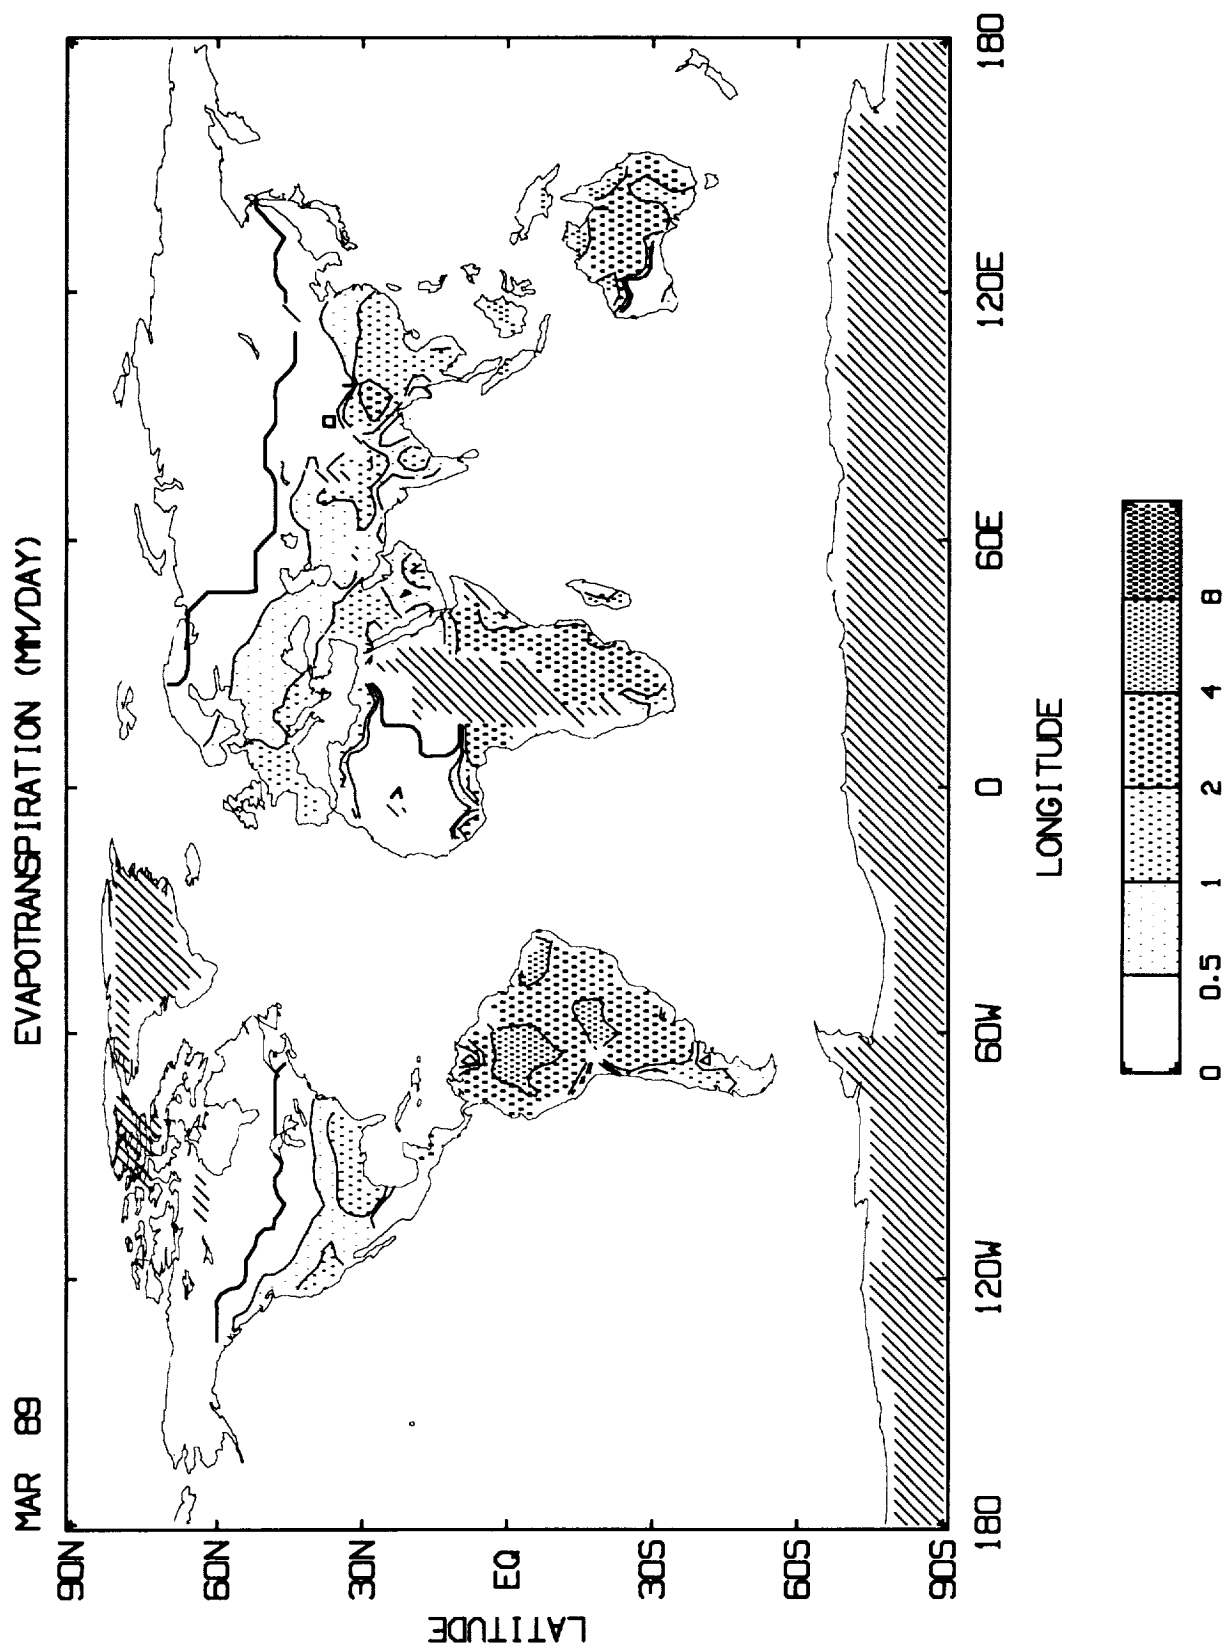 MAR 89 EVAPOTRANSPIRATION (MM/DAY)
90N
60N
30N
EQ
30S
60S
90S
LATITUDE
180 120W 60W 0 60E 120E 180
LONGITUDE
0 0.5 1 2 4 8